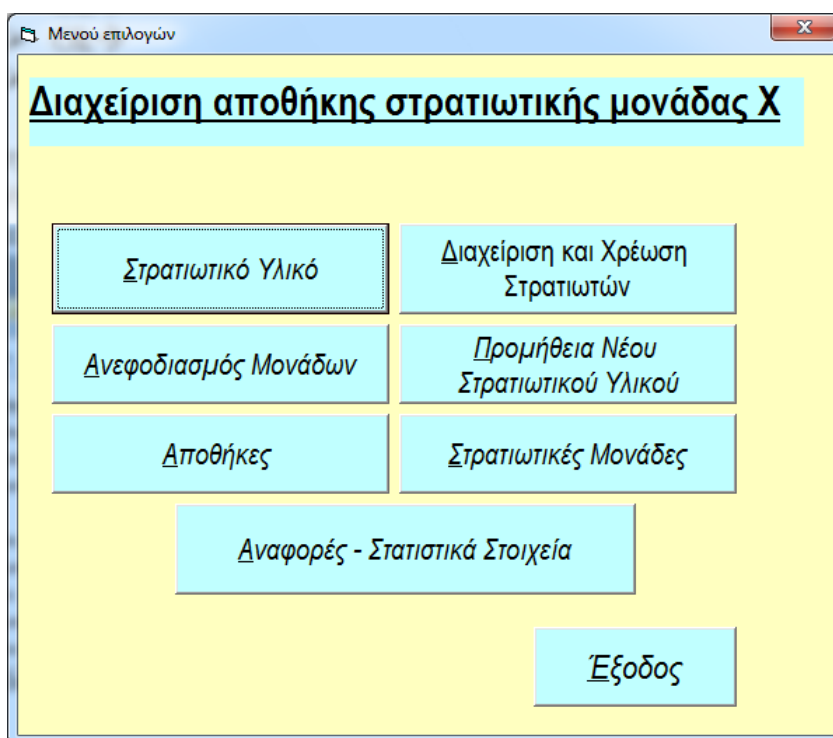 Μενού επιλογών
Διαχείριση αποθήκης στρατιωτικής μονάδας Χ
Στρατιωτικό Υλικό
Διαχείριση και Χρέωση
Στρατιωτών
Ανεφοδιασμός Μονάδων
Προμήθεια Νέου
Στρατιωτικού Υλικού
Αποθήκες
Στρατιωτικές Μονάδες
Αναφορές - Στατιστικά Στοιχεία
Έξοδος